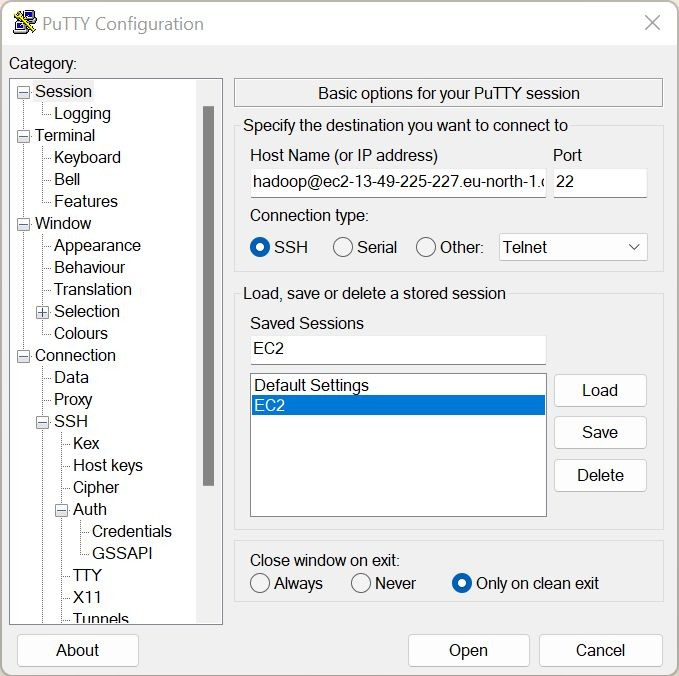 PuTTY Configuration
Category:
Session
Logging
Terminal
Keyboard
Bell
Features
Window
Appearance
Behaviour
Translation
Selection
Colours
Connection
Data
Proxy
SSH
Kex
Host keys
Cipher
Auth
Credentials
GSSAPI
TTY
X11
Tunnels
Basic options for your PuTTY session
Specify the destination you want to connect to
Host Name (or IP address) Port
hadoop@ec2-13-49-225-227.eu-north-1.c 22
Connection type:
SSH Serial Other: Telnet
Load, save or delete a stored session
Saved Sessions
EC2
Default Settings
EC2
Load
Save
Delete
Close window on exit:
Always Never Only on clean exit
About Open Cancel